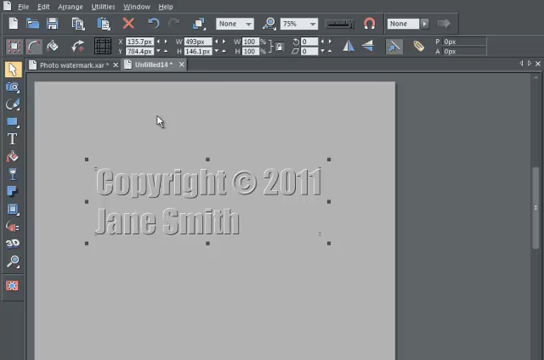 File Edit Arrange Utilities Window Help
None 75% None
X 135.7px W 493px W 100 % 0 P 0px
Y 784.4px H 146.1px H 100 % 0 A 0px
Photo watermark.xar * Untitled14 *
T
3D
Copyright © 2011
Jane Smith